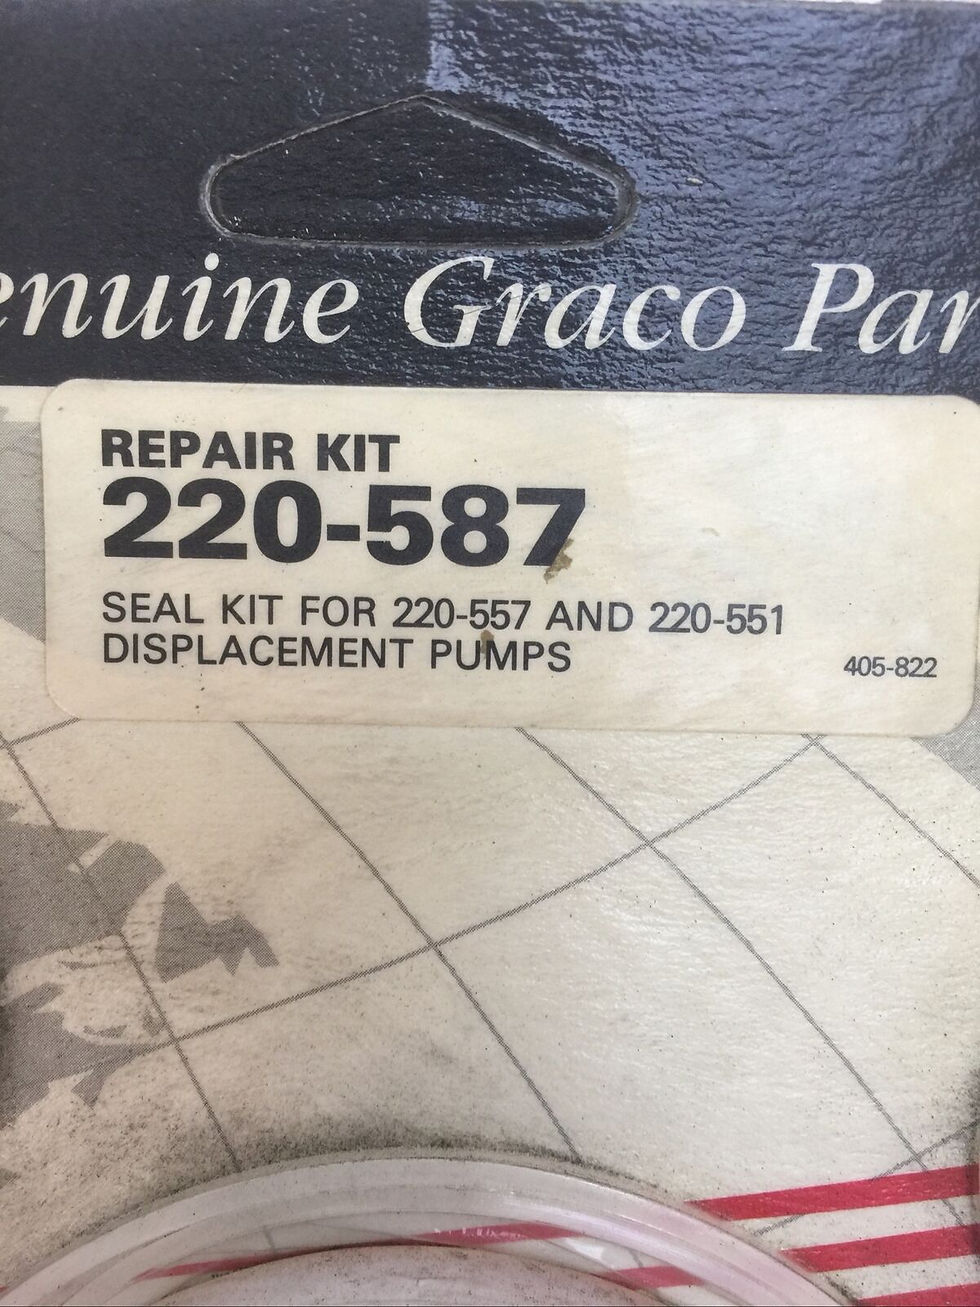 enuine Graco Par
REPAIR KIT
220-587
SEAL KIT FOR 220-557 AND 220-551
DISPLACEMENT PUMPS
405-822